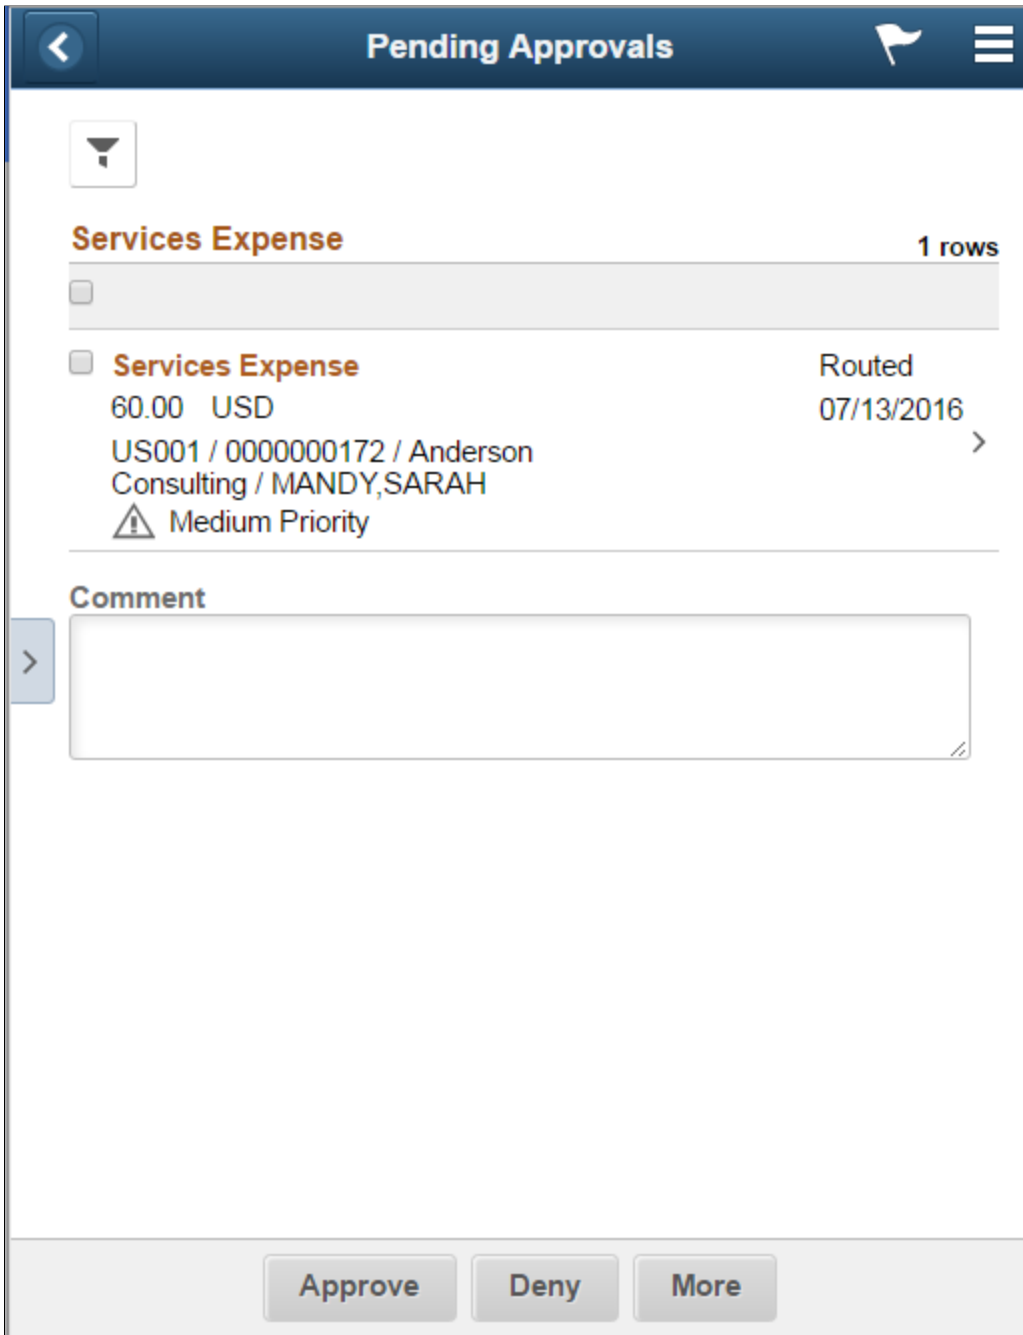 Pending Approvals
Services Expense
1 rows
Services Expense
Routed
60.00 USD
07/13/2016
US001 / 0000000172 / Anderson
Consulting / MANDY,SARAH
Medium Priority
Comment
Approve
Deny
More